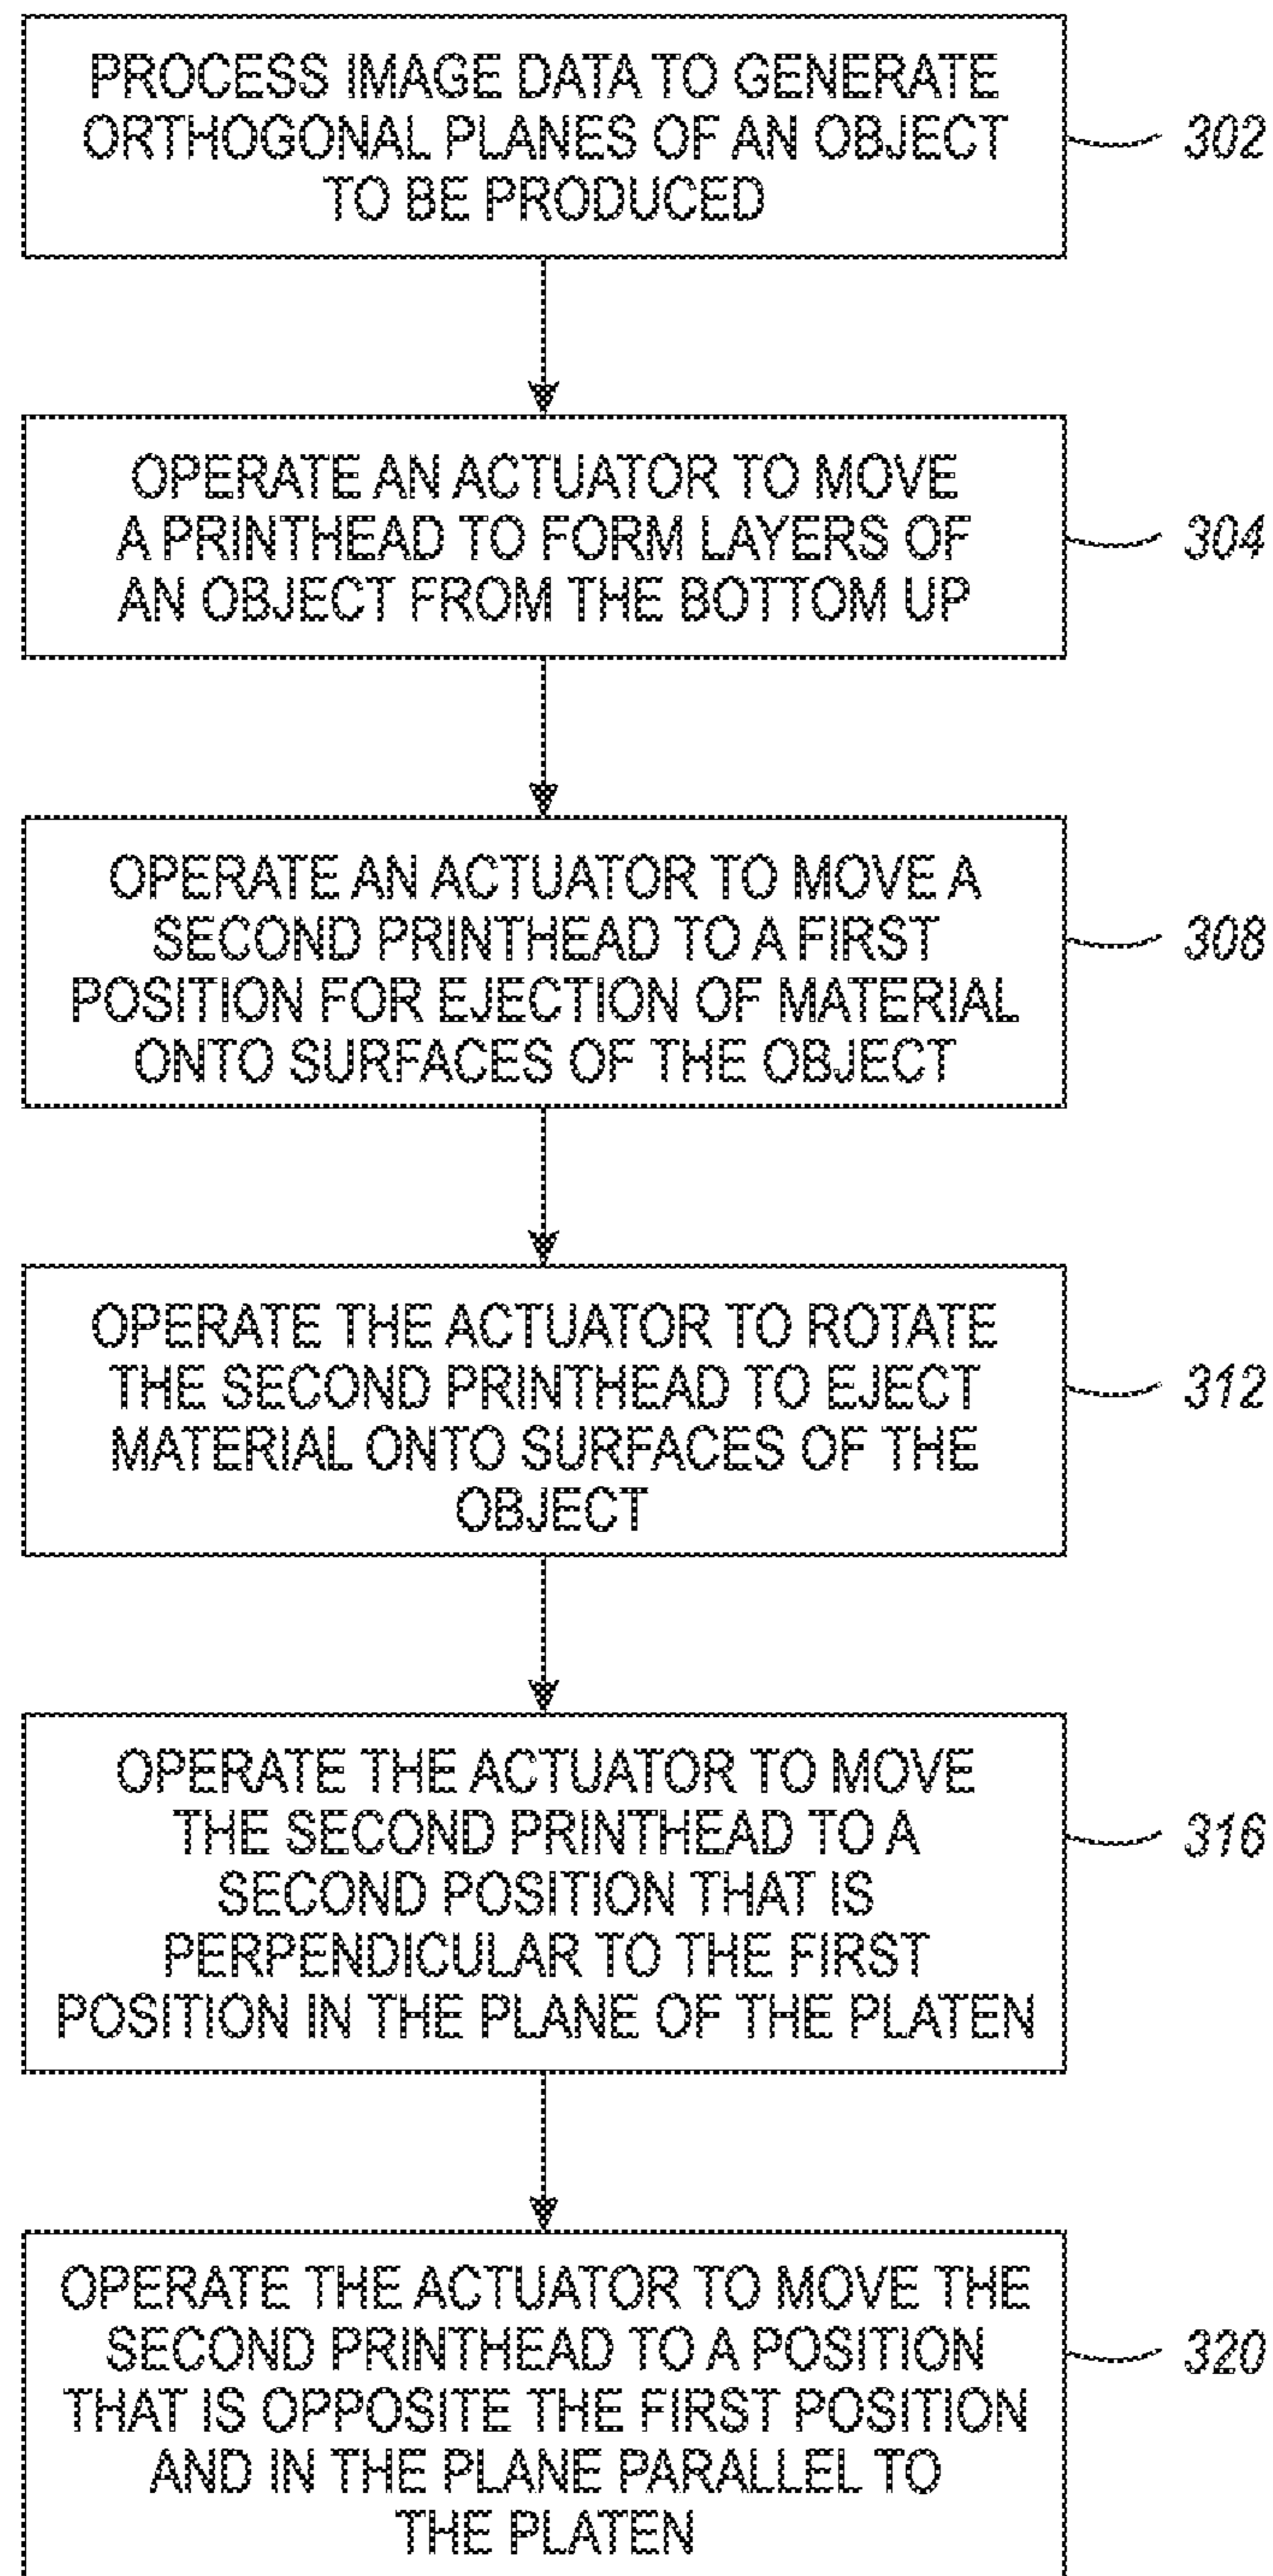 PROCESS IMAGE DATA TO GENERATE
ORTHOGONAL PLANES OF AN OBJECT
TO BE PRODUCED
302
OPERATE AN ACTUATOR TO MOVE
A PRINTHEAD TO FORM LAYERS OF
AN OBJECT FROM THE BOTTOM UP
304
OPERATE AN ACTUATOR TO MOVE A
SECOND PRINTHEAD TO A FIRST
POSITION FOR EJECTION OF MATERIAL
ONTO SURFACES OF THE OBJECT
308
OPERATE THE ACTUATOR TO ROTATE
THE SECOND PRINTHEAD TO EJECT
MATERIAL ONTO SURFACES OF THE
OBJECT
312
OPERATE THE ACTUATOR TO MOVE
THE SECOND PRINTHEAD TO A
SECOND POSITION THAT IS
PERPENDICULAR TO THE FIRST
POSITION IN THE PLANE OF THE PLATEN
316
OPERATE THE ACTUATOR TO MOVE THE
SECOND PRINTHEAD TO A POSITION
THAT IS OPPOSITE THE FIRST POSITION
AND IN THE PLANE PARALLEL TO
THE PLATEN
320